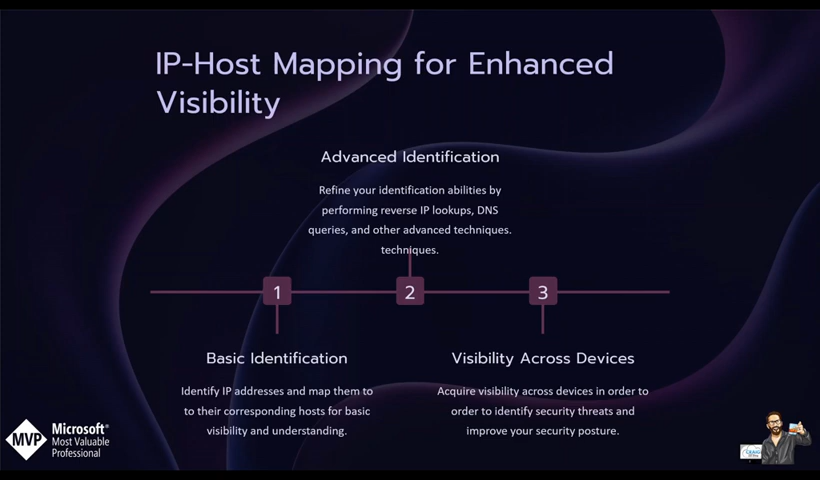 IP-Host Mapping for Enhanced
Visibility
Advanced Identification
Refine your identification abilities by
performing reverse IP lookups, DNS
queries, and other advanced techniques.
techniques.
1
2
3
Basic Identification
Identify IP addresses and map them to
to their corresponding hosts for basic
visibility and understanding.
Visibility Across Devices
Acquire visibility across devices in order to
order to identify security threats and
improve your security posture.
MVP
Microsoft®
Most Valuable
Professional